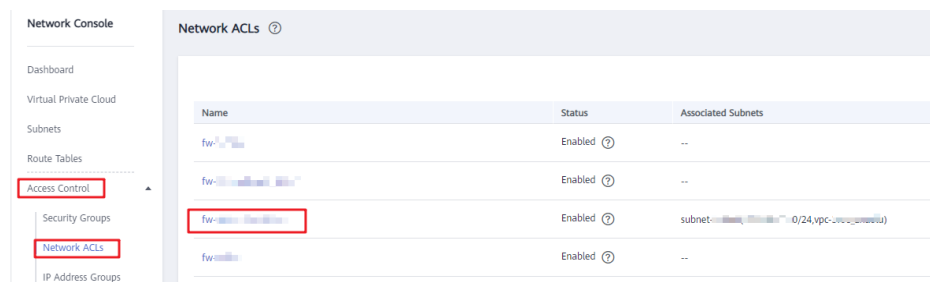 Network Console
Dashboard
Virtual Private Cloud
Subnets
Route Tables
Access Control
Security Groups
Network ACLs
IP Address Groups
Network ACLs ?
Name Status Associated Subnets
fw- Enabled ? --
fw- Enabled ? --
fw- Enabled ? subnet- 0/24,vpc-
fw- Enabled ? --